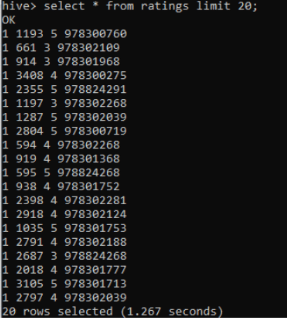 hive> select * from ratings limit 20;
OK
1 1193 5 978300760
1 661 3 978302109
1 914 3 978301968
1 3408 4 978300275
1 2355 5 978824291
1 1197 3 978302268
1 1287 5 978302039
1 2804 5 978300719
1 594 4 978302268
1 919 4 978301368
1 595 5 978824268
1 938 4 978301752
1 2398 4 978302281
1 2918 4 978302124
1 1035 5 978301753
1 2791 4 978302188
1 2687 3 978824268
1 2018 4 978301777
1 3105 5 978301713
1 2797 4 978302039
20 rows selected (1.267 seconds)